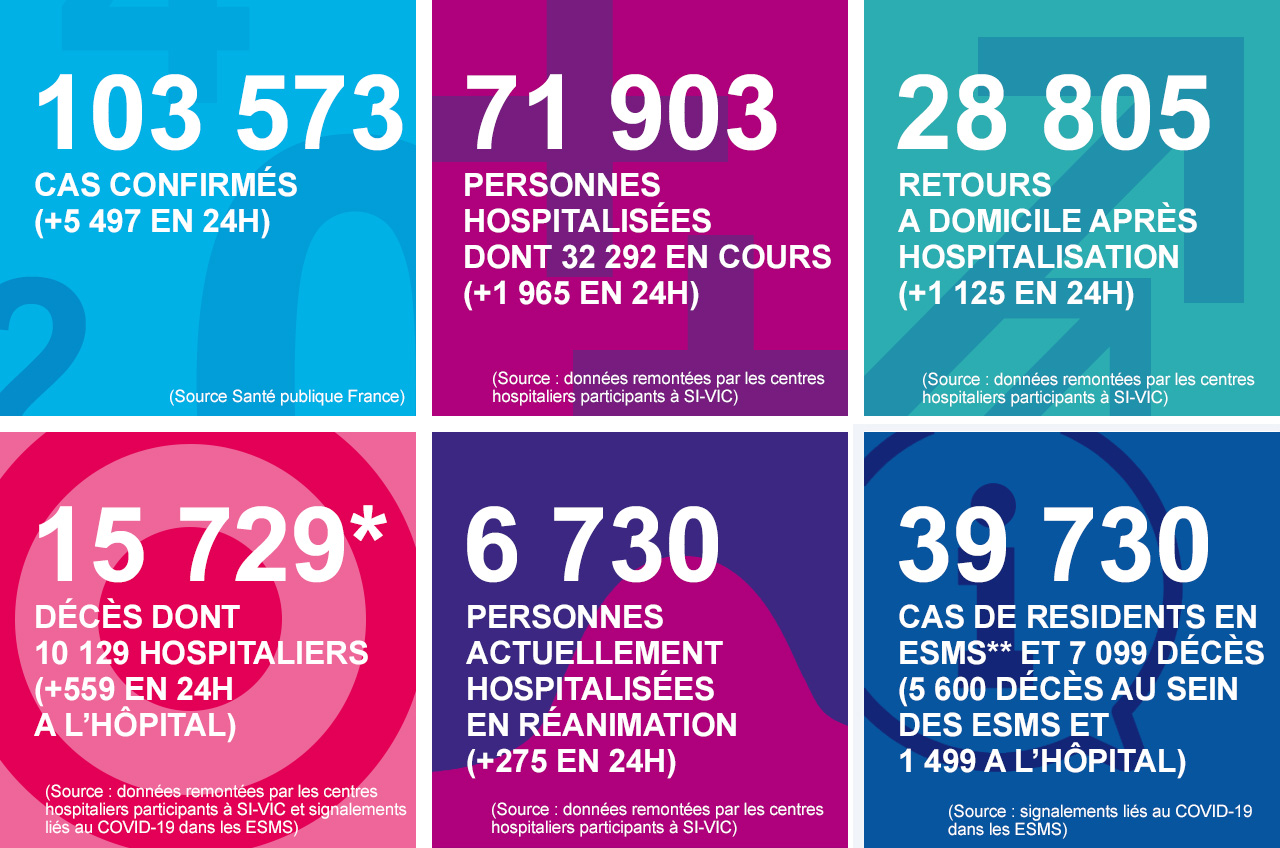 103 573
CAS CONFIRMÉS
(+5 497 EN 24H)
(Source Santé publique France)
71 903
PERSONNES
HOSPITALISÉES
DONT 32 292 EN COURS
(+1 965 EN 24H)
(Source : données remontées par les centres
hospitaliers participants à SI-VIC)
28 805
RETOURS
A DOMICILE APRÈS
HOSPITALISATION
(+1 125 EN 24H)
(Source : données remontées par les centres
hospitaliers participants à SI-VIC)
15 729*
DÉCÈS DONT
10 129 HOSPITALIERS
(+559 EN 24H
A L’HÔPITAL)
(Source : données remontées par les centres
hospitaliers participants à SI-VIC et signalements
liés au COVID-19 dans les ESMS)
6 730
PERSONNES
ACTUELLEMENT
HOSPITALISÉES
EN RÉANIMATION
(+275 EN 24H)
(Source : données remontées par les centres
hospitaliers participants à SI-VIC)
39 730
CAS DE RESIDENTS EN
ESMS** ET 7 099 DÉCÈS
(5 600 DÉCÈS AU SEIN
DES ESMS ET
1 499 A L’HÔPITAL)
(Source : signalements liés au COVID-19
dans les ESMS)